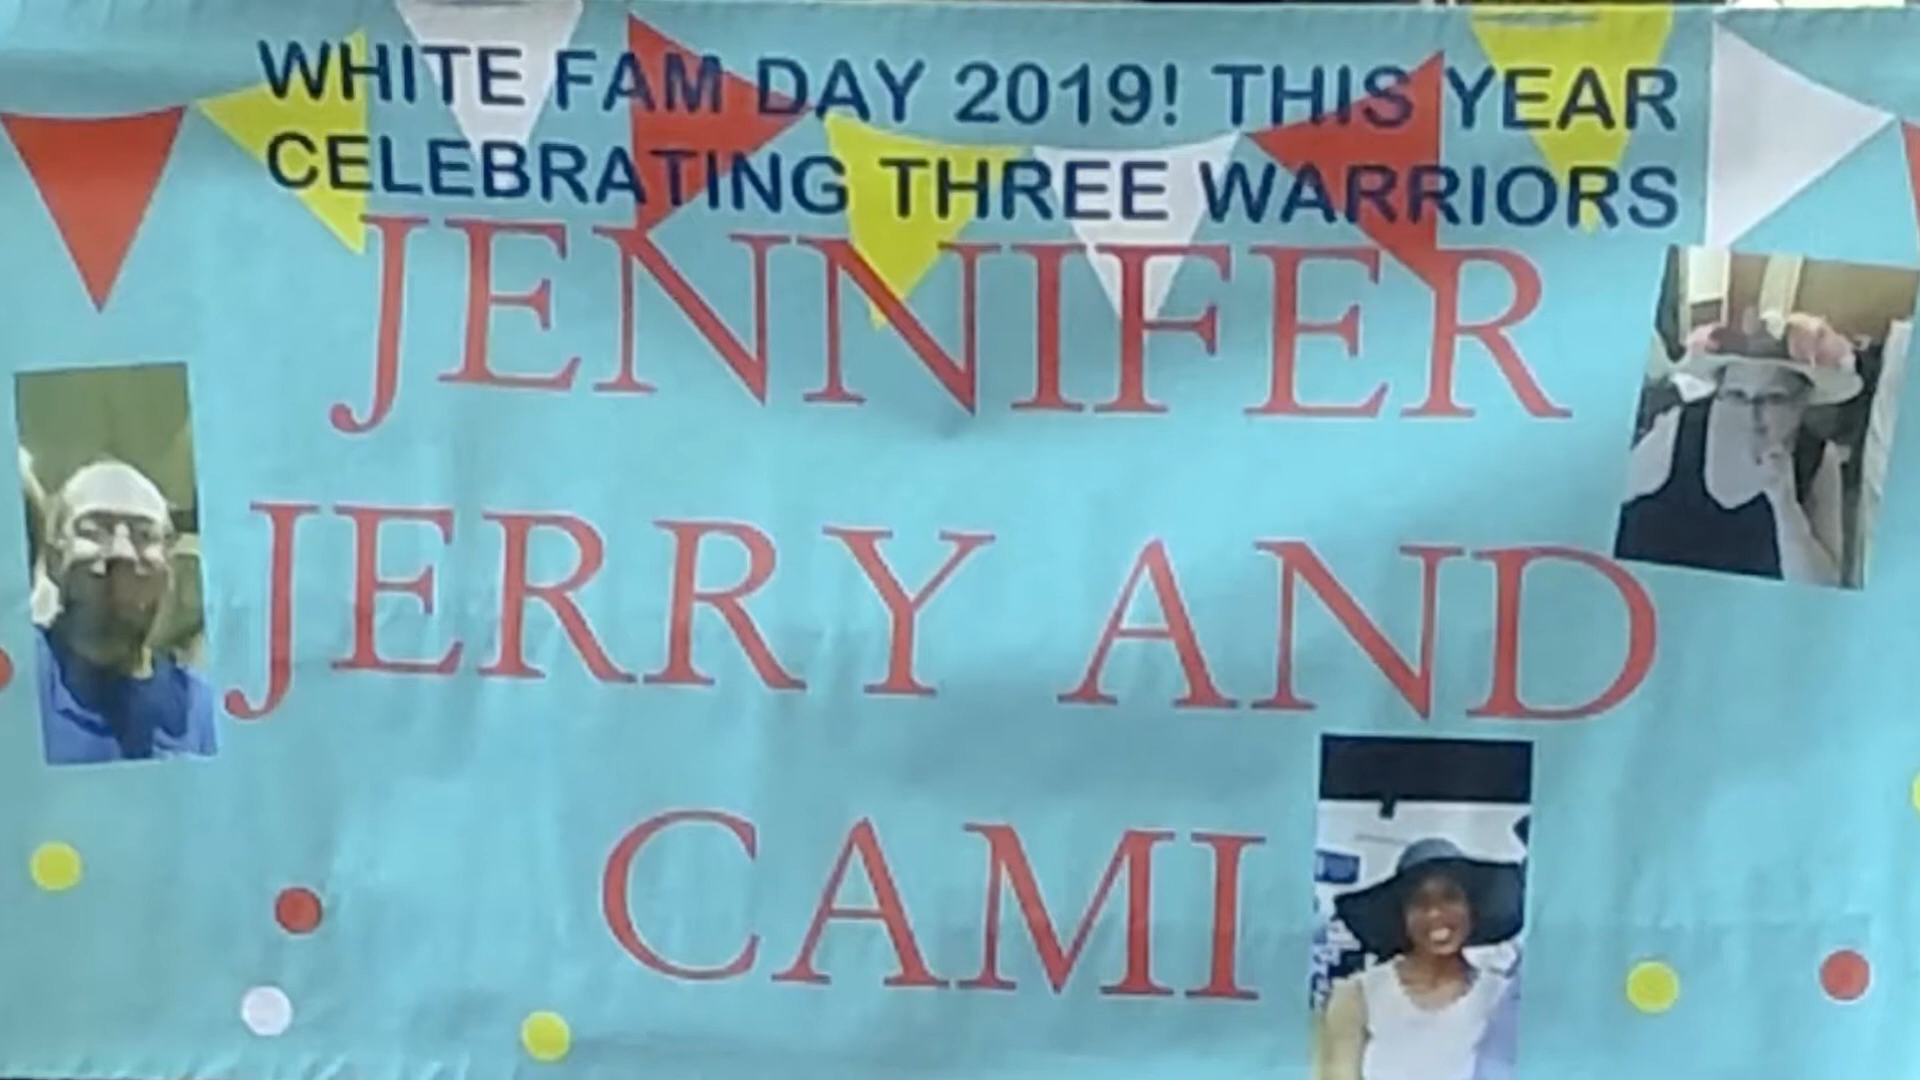 WHITE FAM DAY 2019! THIS YEAR
CELEBRATING THREE WARRIORS
JENNIFER
JERRY AND
CAMI